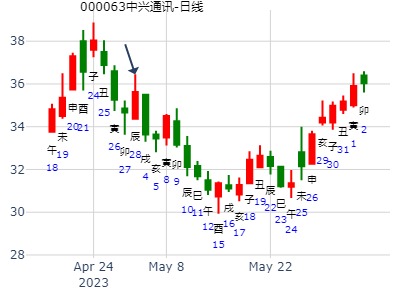 000063中兴通讯-日线
38
36
34
32
30
28
午
18
未
19
申
20
酉
21
子
24
丑
25
寅
26
卯
27
辰
28
戌
4
亥
5
寅
8
卯
9
辰
10
巳
11
午
12
酉
15
戌
16
亥
17
子
18
丑
19
辰
22
巳
23
午
24
未
25
申
26
亥
29
子
30
丑
31
寅
1
卯
2
Apr 24
2023
May 8
May 22